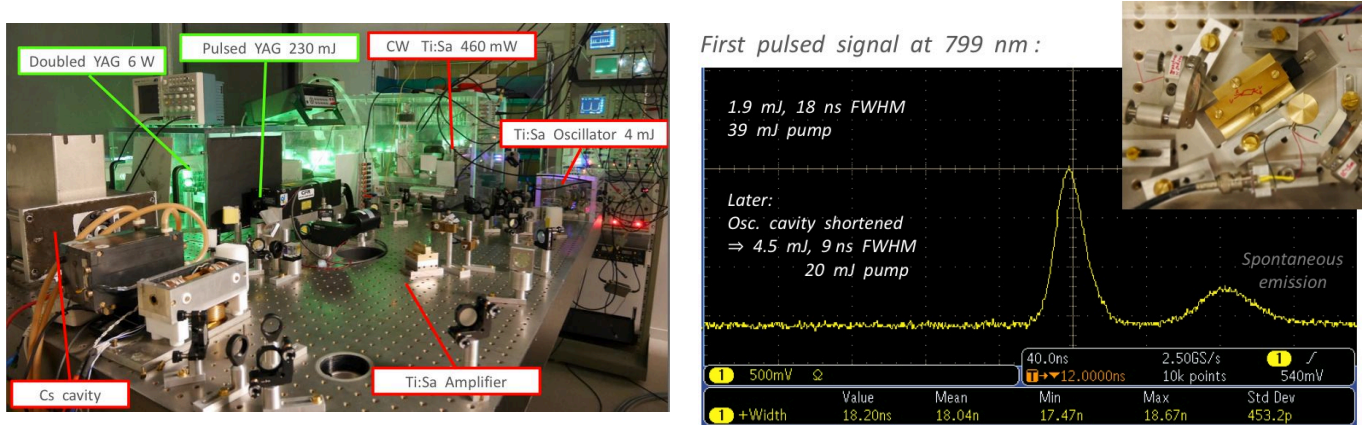 Doubled YAG 6 W
Pulsed YAG 230 mJ
CW Ti:Sa 460 mW
Ti:Sa Oscillator 4 mJ
Cs cavity
Ti:Sa Amplifier
First pulsed signal at 799 nm :
1.9 mJ, 18 ns FWHM
39 mJ pump
Later:
Osc. cavity shortened
⇒ 4.5 mJ, 9 ns FWHM
20 mJ pump
Spontaneous
emission
1 500mV Ω
40.0ns 2.50GS/s 1 ∫
T→▼12.0000ns 10k points 540mV
Value Mean Min Max Std Dev
1 +Width 18.20ns 18.04n 17.47n 18.67n 453.2p